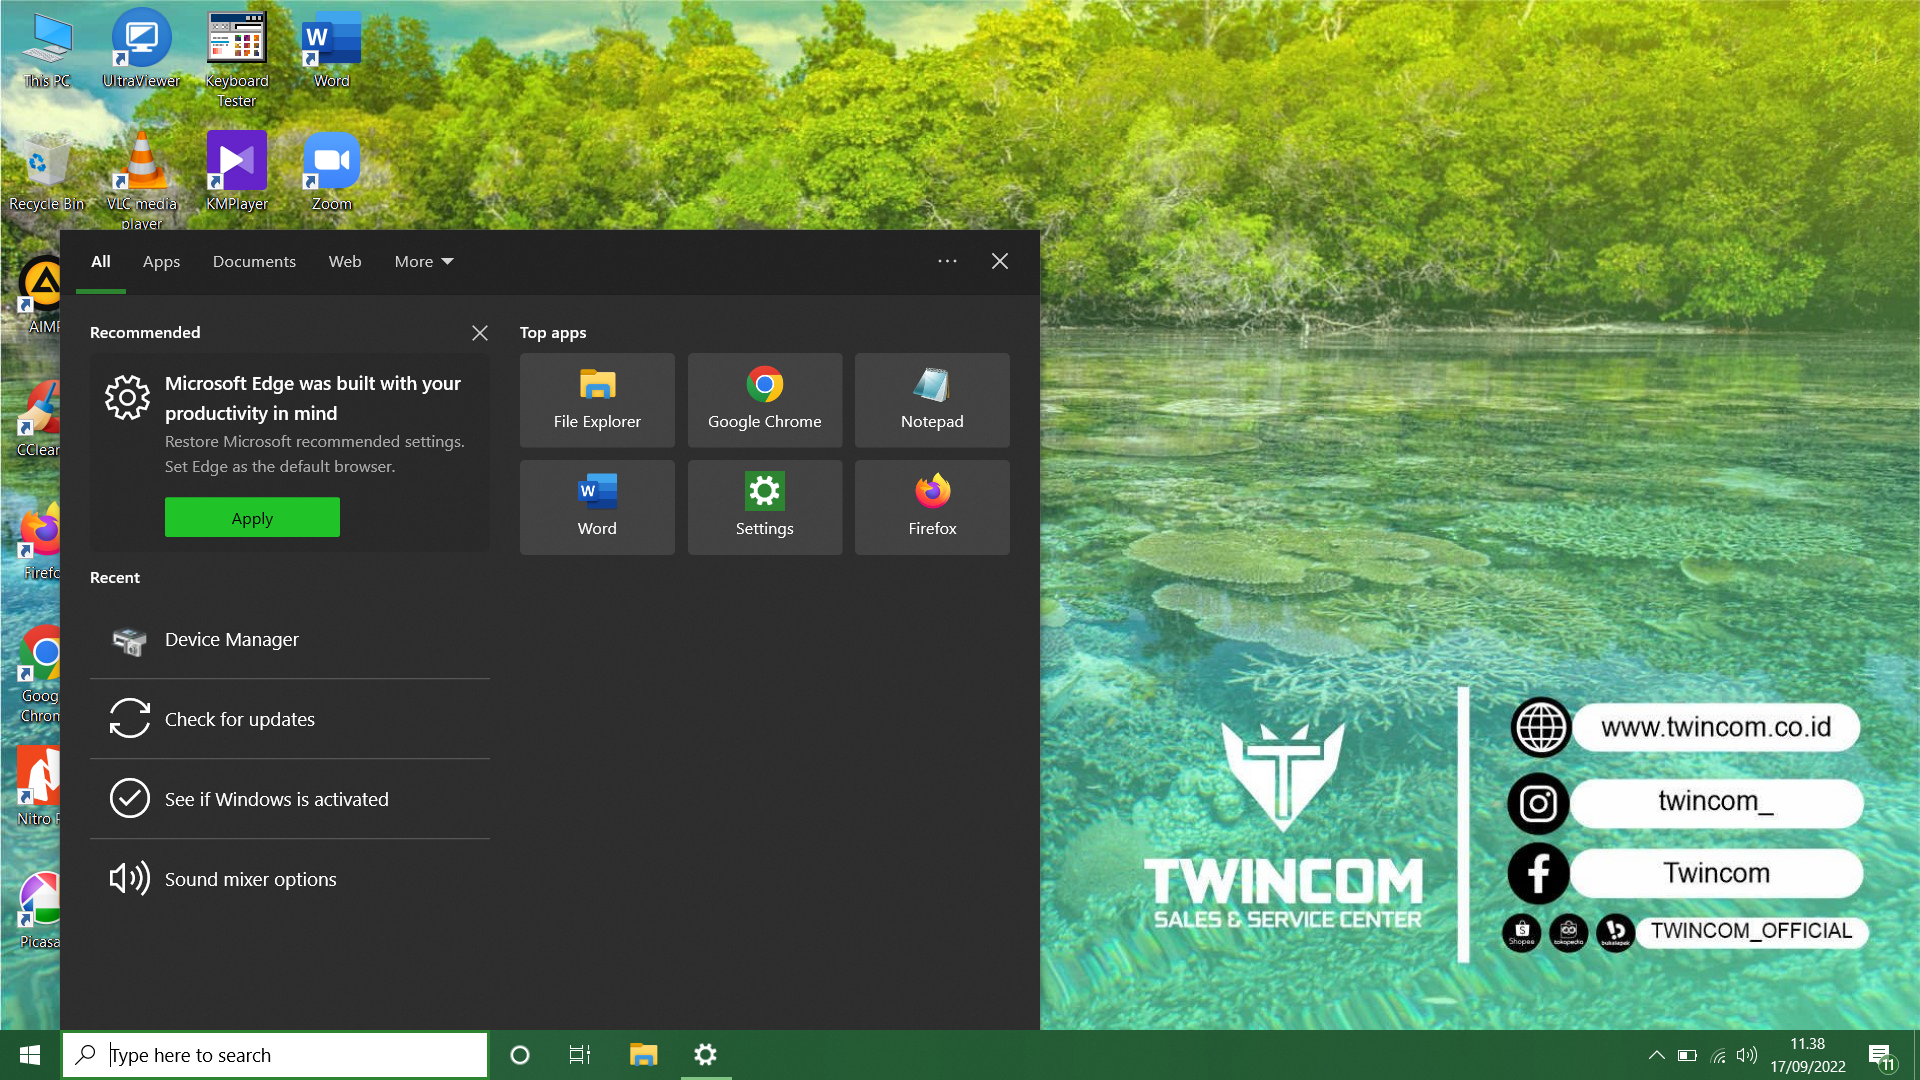 This PC
UltraViewer
Keyboard
Tester
Word
Recycle Bin
VLC media
player
KMPlayer
Zoom
AIMP
CClean
Firefo
Goog
Chrom
Nitro P
Picasa
All
Apps
Documents
Web
More
Recommended
Microsoft Edge was built with your
productivity in mind
Restore Microsoft recommended settings.
Set Edge as the default browser.
Apply
Top apps
File Explorer
Google Chrome
Notepad
Word
Settings
Firefox
Recent
Device Manager
Check for updates
See if Windows is activated
Sound mixer options
TWINCOM
SALES & SERVICE CENTER
www.twincom.co.id
twincom_
Twincom
Shopee
tokopedia
bukalapak
TWINCOM_OFFICIAL
Type here to search
11.38
17/09/2022
11